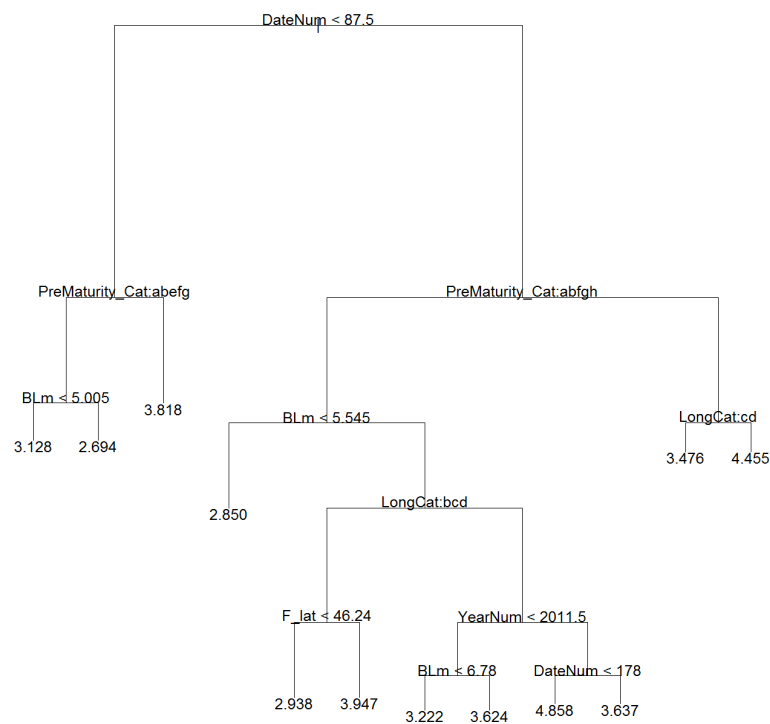 DateNum < 87.5
PreMaturity_Cat:abefg
PreMaturity_Cat:abfgh
BLm < 5.005
3.818
BLm < 5.545
LongCat:cd
3.128
2.694
3.476
4.455
2.850
LongCat:bcd
F_lat < 46.24
YearNum < 2011.5
BLm < 6.78
DateNum < 178
2.938
3.947
3.222
3.624
4.858
3.637